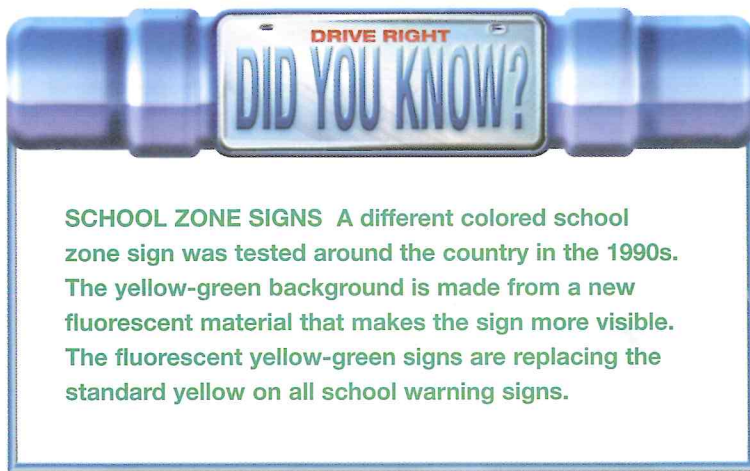 DRIVE RIGHT
DID YOU KNOW?
SCHOOL ZONE SIGNS A different colored school
zone sign was tested around the country in the 1990s.
The yellow-green background is made from a new
fluorescent material that makes the sign more visible.
The fluorescent yellow-green signs are replacing the
standard yellow on all school warning signs.